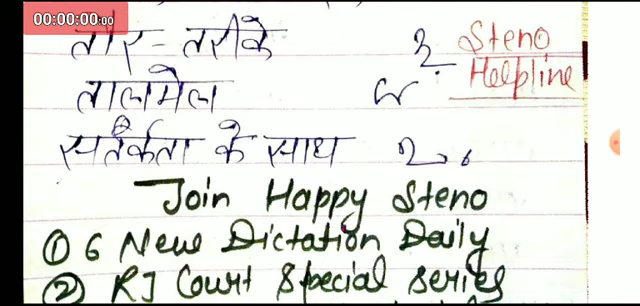 00:00:00:00
तौर-तरीके
Steno
Helpline
तालमेल
सतर्कता के साथ
Join Happy Steno
① 6 New Dictation Daily
② RJ Court Special Series